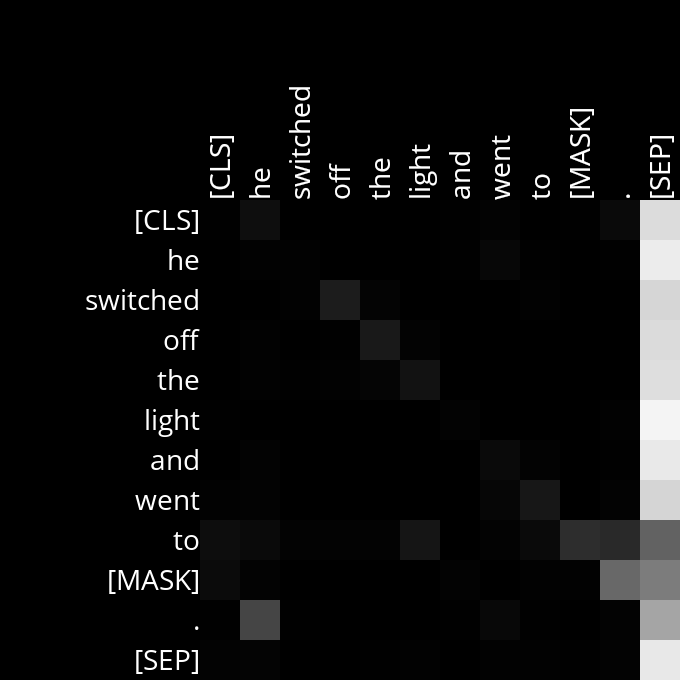 [CLS]
he
switched
off
the
light
and
went
to
[MASK]
.
[SEP]
[CLS]
he
switched
off
the
light
and
went
to
[MASK]
.
[SEP]